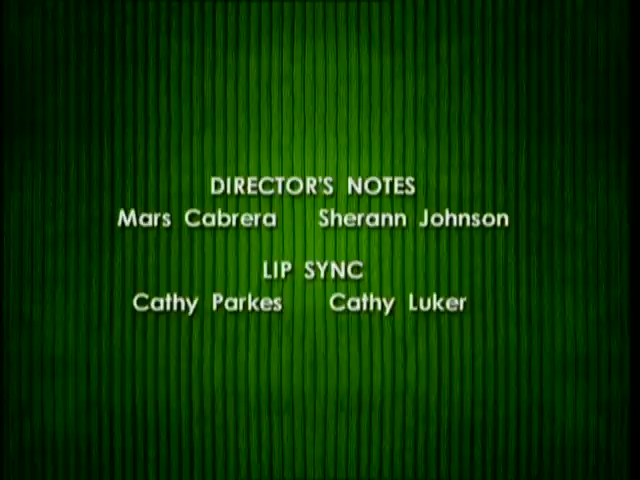 DIRECTOR'S NOTES
Mars Cabrera Sherann Johnson
LIP SYNC
Cathy Parkes Cathy Luker